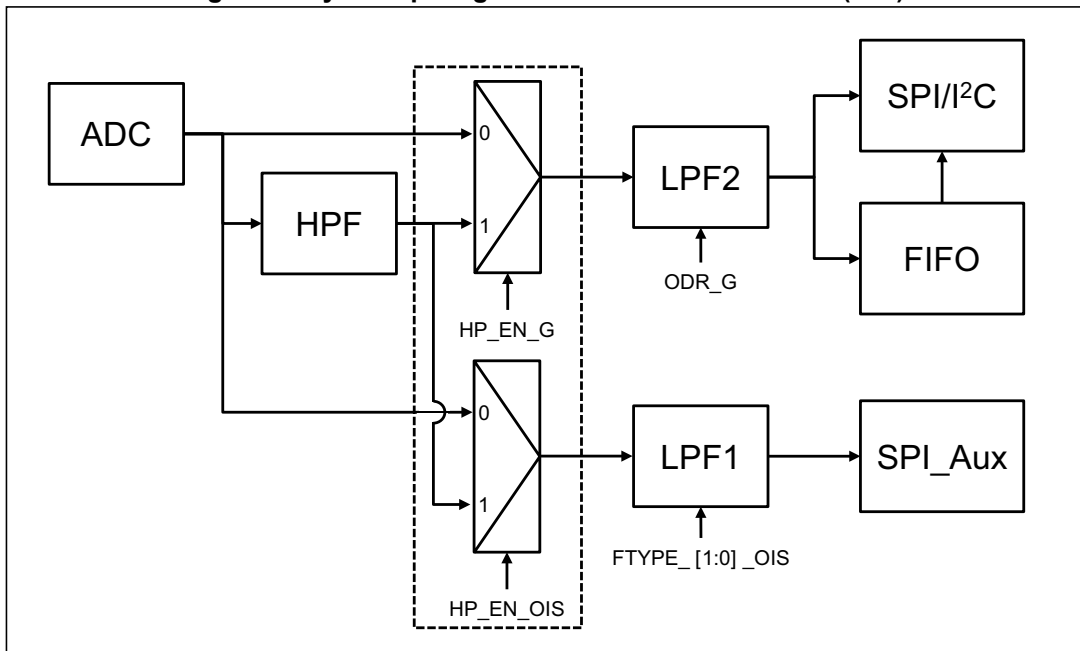 ADC
HPF
0
1
HP_EN_G
LPF2
ODR_G
SPI/I²C
FIFO
0
1
HP_EN_OIS
LPF1
FTYPE_ [1:0] _OIS
SPI_Aux